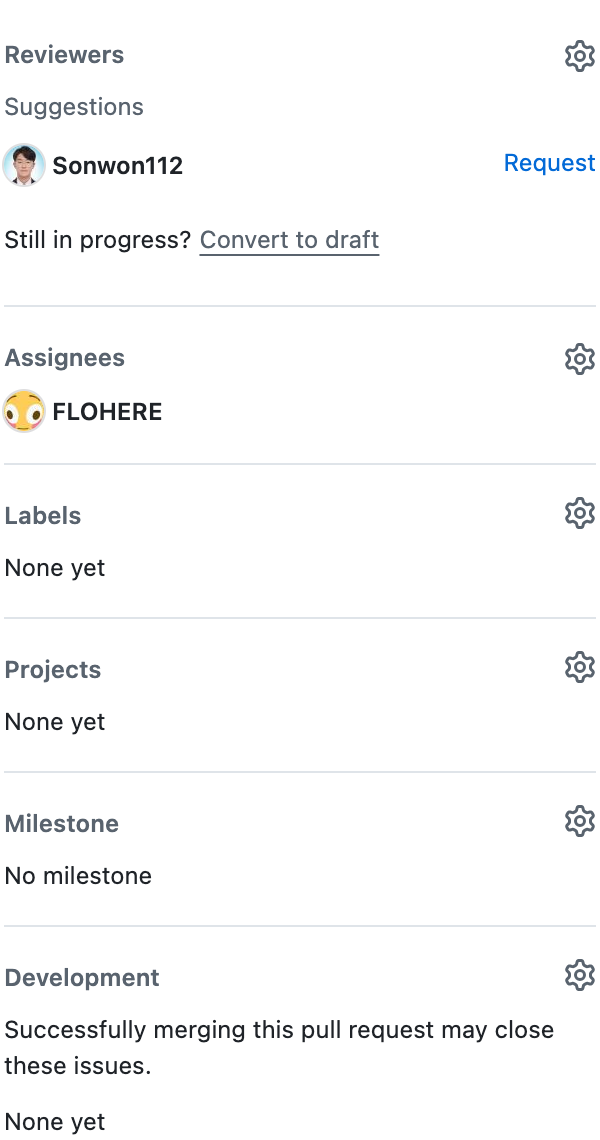 Reviewers
Suggestions
Sonwon112 Request
Still in progress? Convert to draft
Assignees
FLOHERE
Labels
None yet
Projects
None yet
Milestone
No milestone
Development
Successfully merging this pull request may close
these issues.
None yet